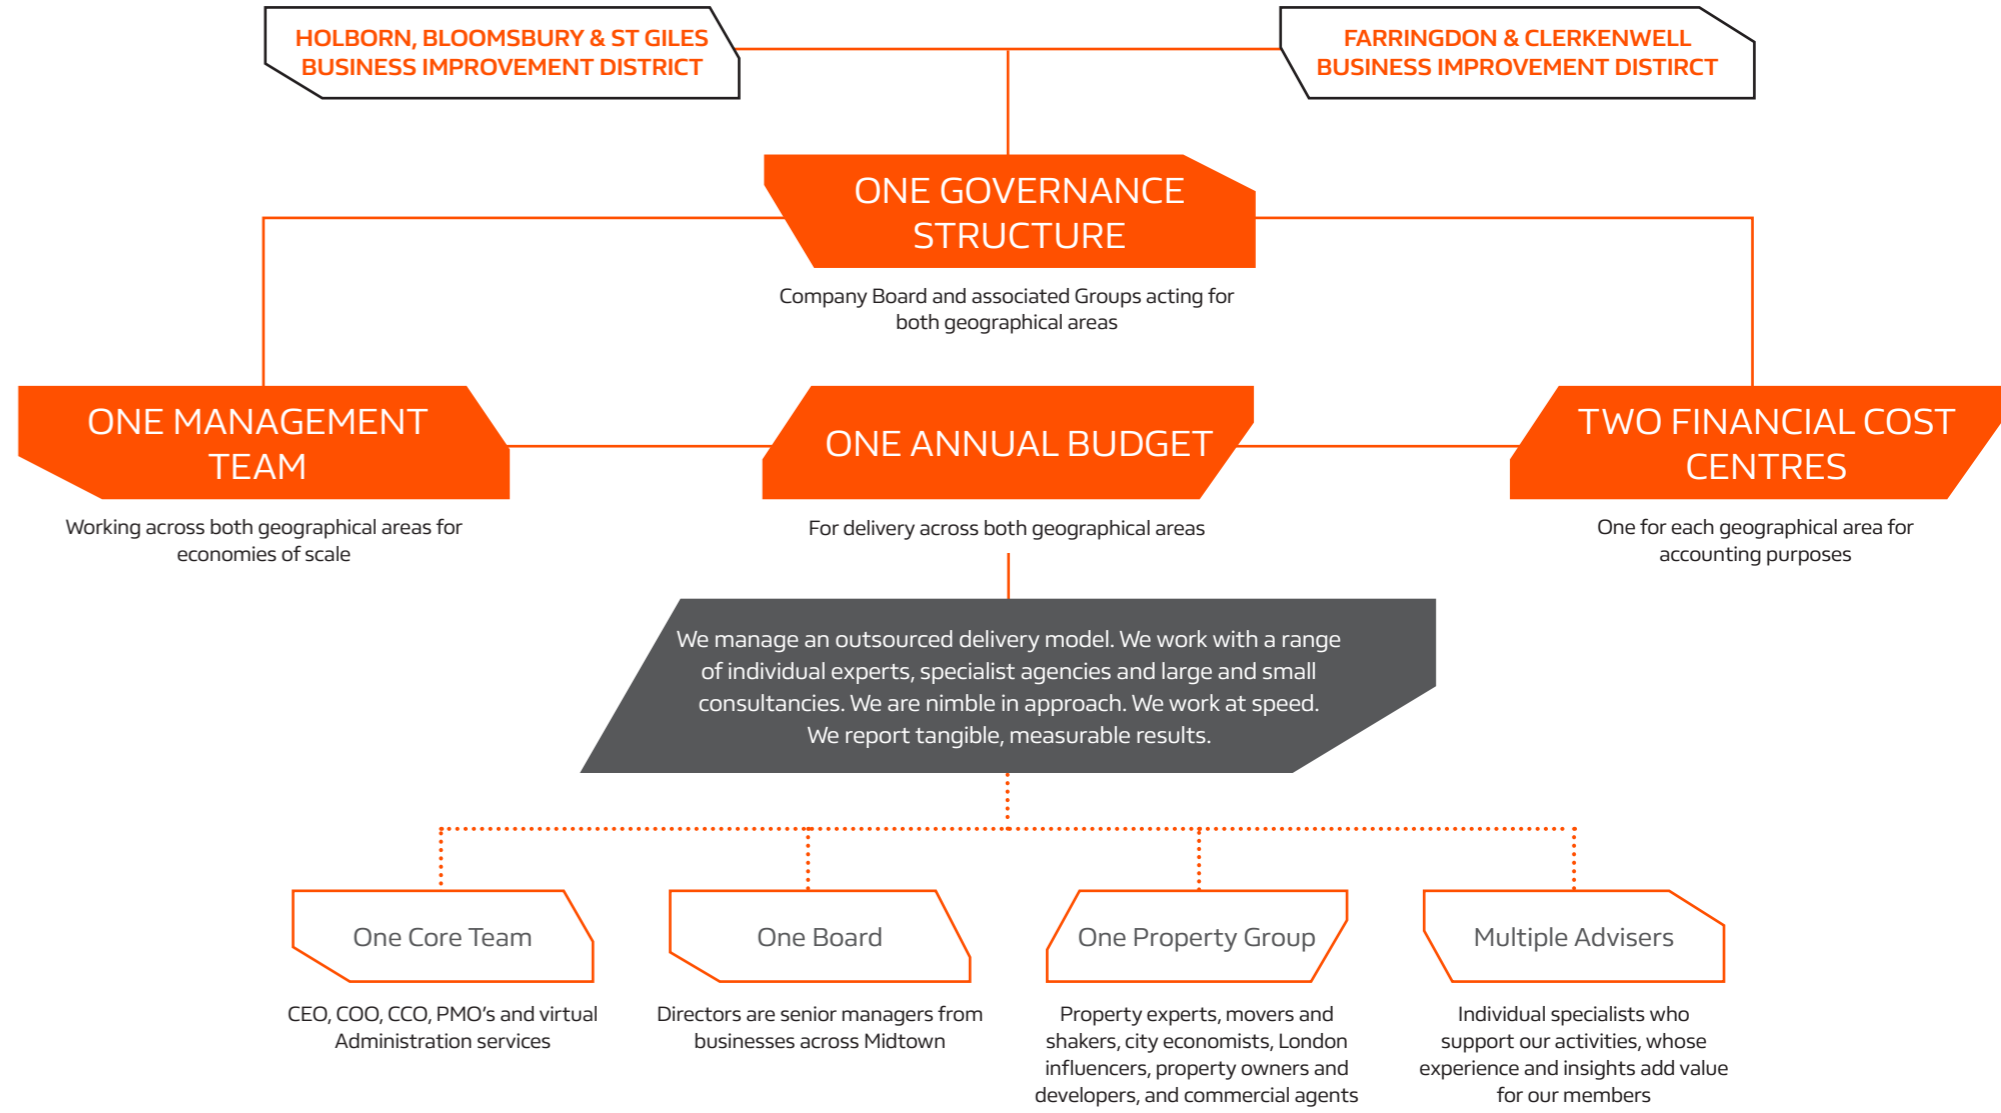 HOLBORN, BLOOMSBURY & ST GILES
BUSINESS IMPROVEMENT DISTRICT
FARRINGDON & CLERKENWELL
BUSINESS IMPROVEMENT DISTIRCT
ONE GOVERNANCE
STRUCTURE
Company Board and associated Groups acting for
both geographical areas
ONE MANAGEMENT
TEAM
Working across both geographical areas for
economies of scale
ONE ANNUAL BUDGET
For delivery across both geographical areas
TWO FINANCIAL COST
CENTRES
One for each geographical area for
accounting purposes
We manage an outsourced delivery model. We work with a range
of individual experts, specialist agencies and large and small
consultancies. We are nimble in approach. We work at speed.
We report tangible, measurable results.
One Core Team
CEO, COO, CCO, PMO’s and virtual
Administration services
One Board
Directors are senior managers from
businesses across Midtown
One Property Group
Property experts, movers and
shakers, city economists, London
influencers, property owners and
developers, and commercial agents
Multiple Advisers
Individual specialists who
support our activities, whose
experience and insights add value
for our members